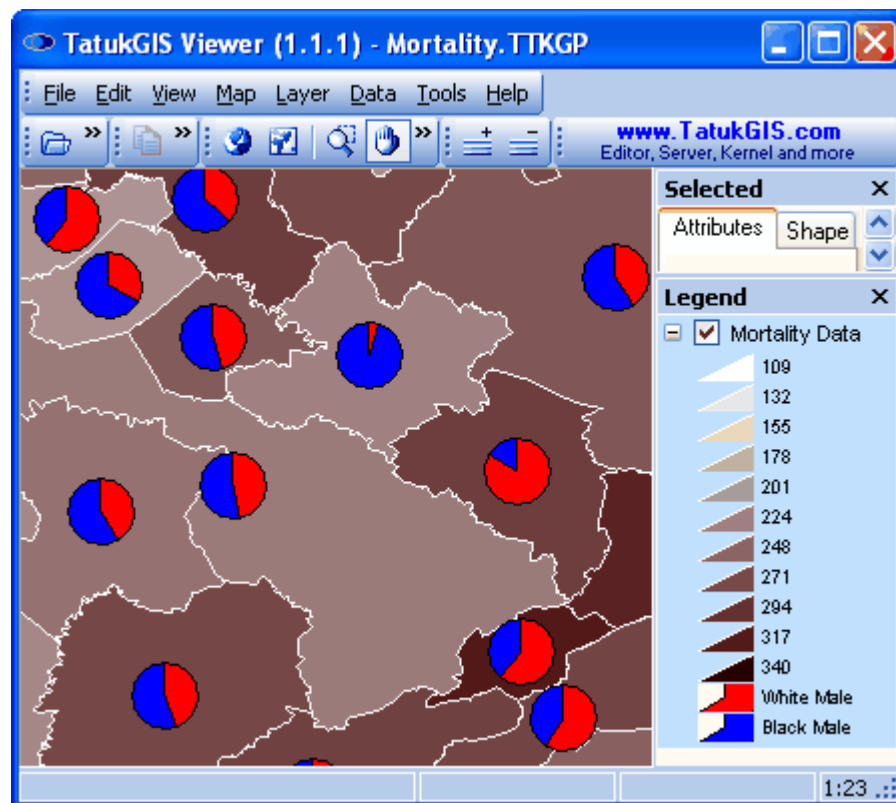 TatukGIS Viewer (1.1.1) - Mortality.TTKGP
File Edit View Map Layer Data Tools Help
www.TatukGIS.com
Editor, Server, Kernel and more
Selected
Attributes Shape
Legend
Mortality Data
109
132
155
178
201
224
248
271
294
317
340
White Male
Black Male
1:23